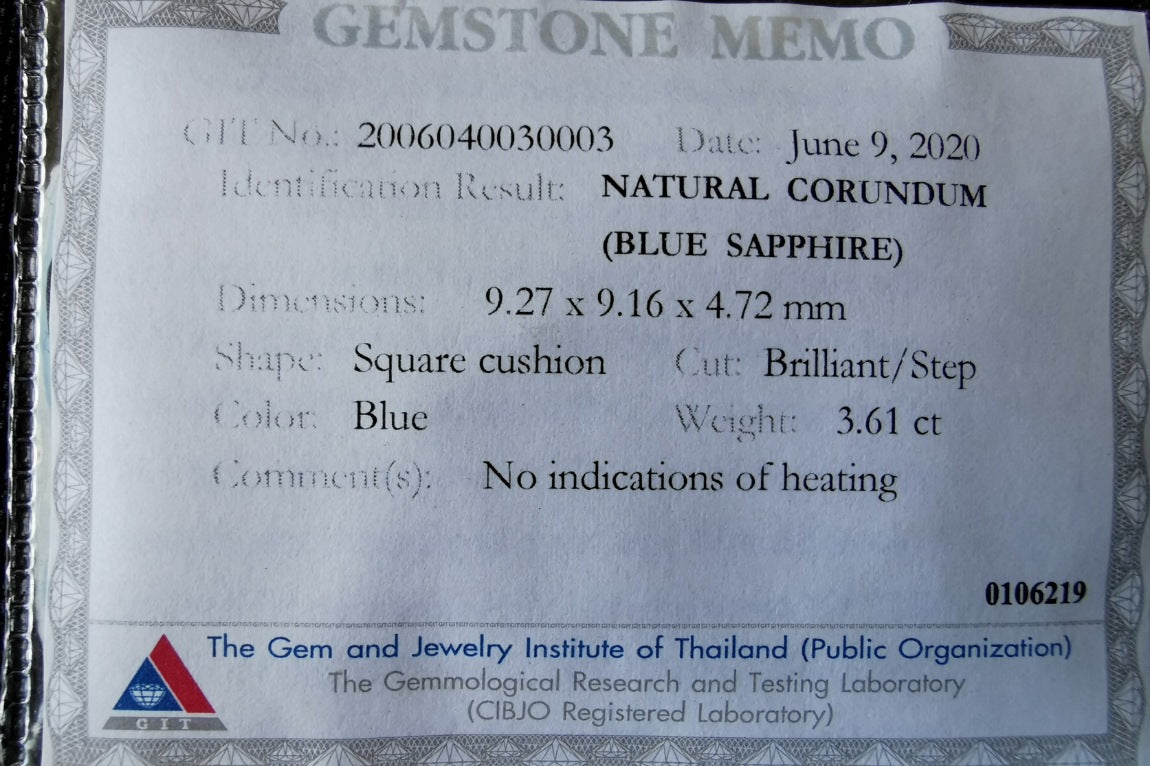 GEMSTONE MEMO
GIT No.: 2006040030003 Date: June 9, 2020
Identification Result: NATURAL CORUNDUM
(BLUE SAPPHIRE)
Dimensions: 9.27 x 9.16 x 4.72 mm
Shape: Square cushion Cut: Brilliant/Step
Color: Blue Weight: 3.61 ct
Comment(s): No indications of heating
0106219
The Gem and Jewelry Institute of Thailand (Public Organization)
The Gemmological Research and Testing Laboratory
(CIBJO Registered Laboratory)
GIT